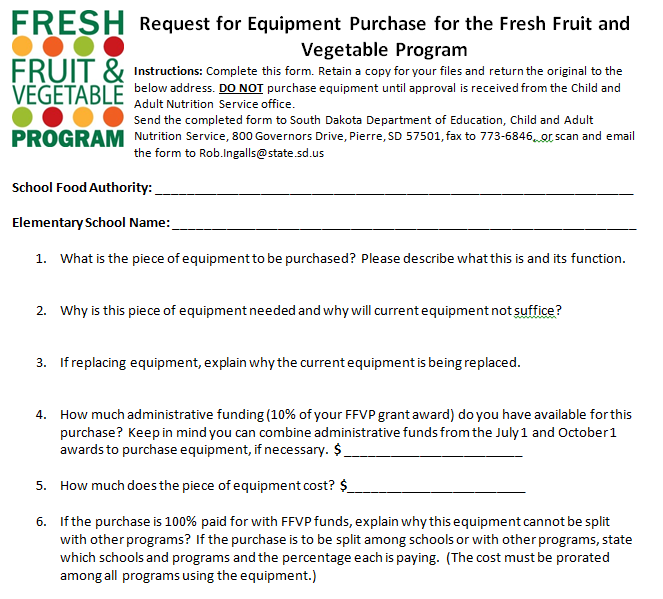 FRESH
FRUIT &
VEGETABLE
PROGRAM
Request for Equipment Purchase for the Fresh Fruit and
Vegetable Program
Instructions: Complete this form. Retain a copy for your files and return the original to the
below address. DO NOT purchase equipment until approval is received from the Child and
Adult Nutrition Service office.
Send the completed form to South Dakota Department of Education, Child and Adult
Nutrition Service, 800 Governors Drive, Pierre, SD 57501, fax to 773-6846, or scan and email
the form to Rob.Ingalls@state.sd.us
School Food Authority: ___________________________________________________________
Elementary School Name: _________________________________________________________
1. What is the piece of equipment to be purchased? Please describe what this is and its function.
2. Why is this piece of equipment needed and why will current equipment not suffice?
3. If replacing equipment, explain why the current equipment is being replaced.
4. How much administrative funding (10% of your FFVP grant award) do you have available for this
purchase? Keep in mind you can combine administrative funds from the July 1 and October 1
awards to purchase equipment, if necessary. $ ______________________
5. How much does the piece of equipment cost? $______________________
6. If the purchase is 100% paid for with FFVP funds, explain why this equipment cannot be split
with other programs? If the purchase is to be split among schools or with other programs, state
which schools and programs and the percentage each is paying. (The cost must be prorated
among all programs using the equipment.)